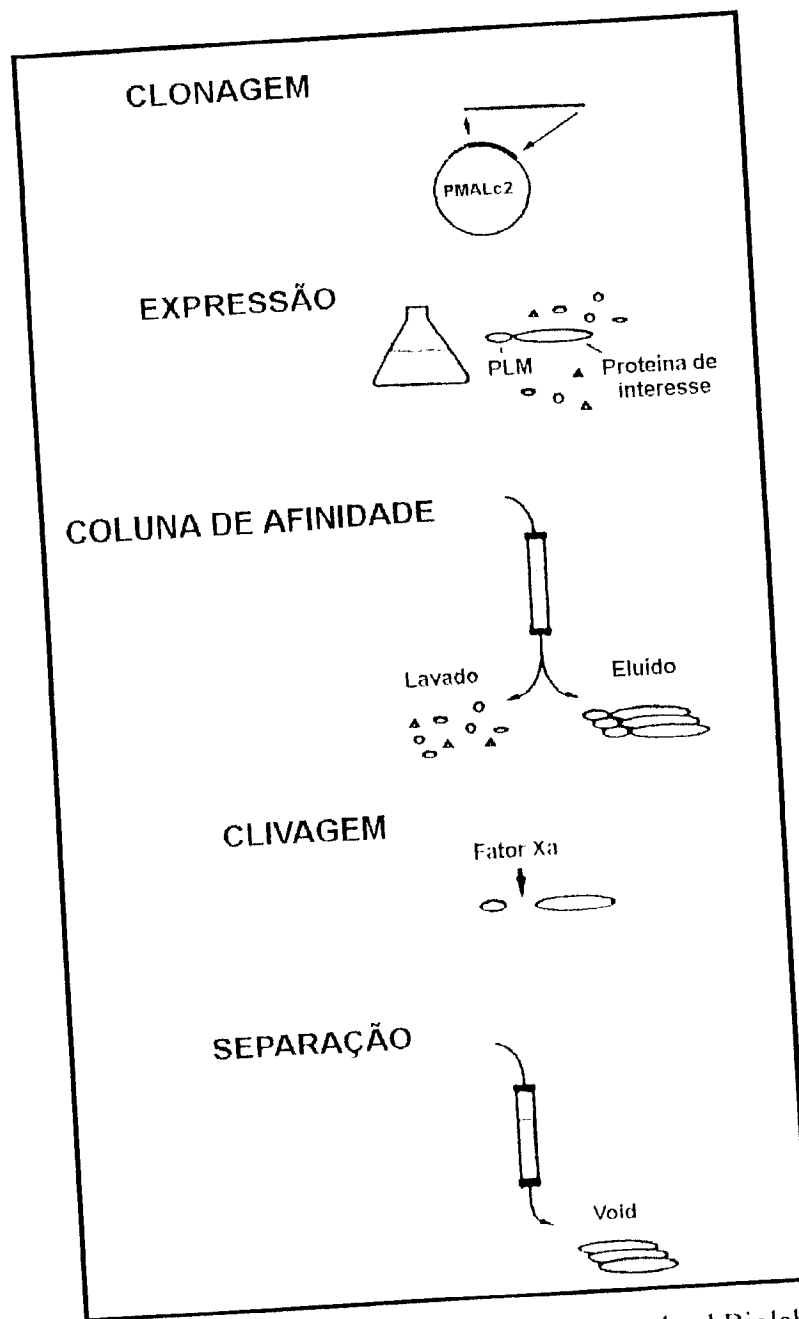 CLONAGEM
PMALc2
EXPRESSÃO
PLM
Proteina de
interesse
COLUNA DE AFINIDADE
Lavado
Eluido
CLIVAGEM
Fator Xa
SEPARAÇÃO
Void